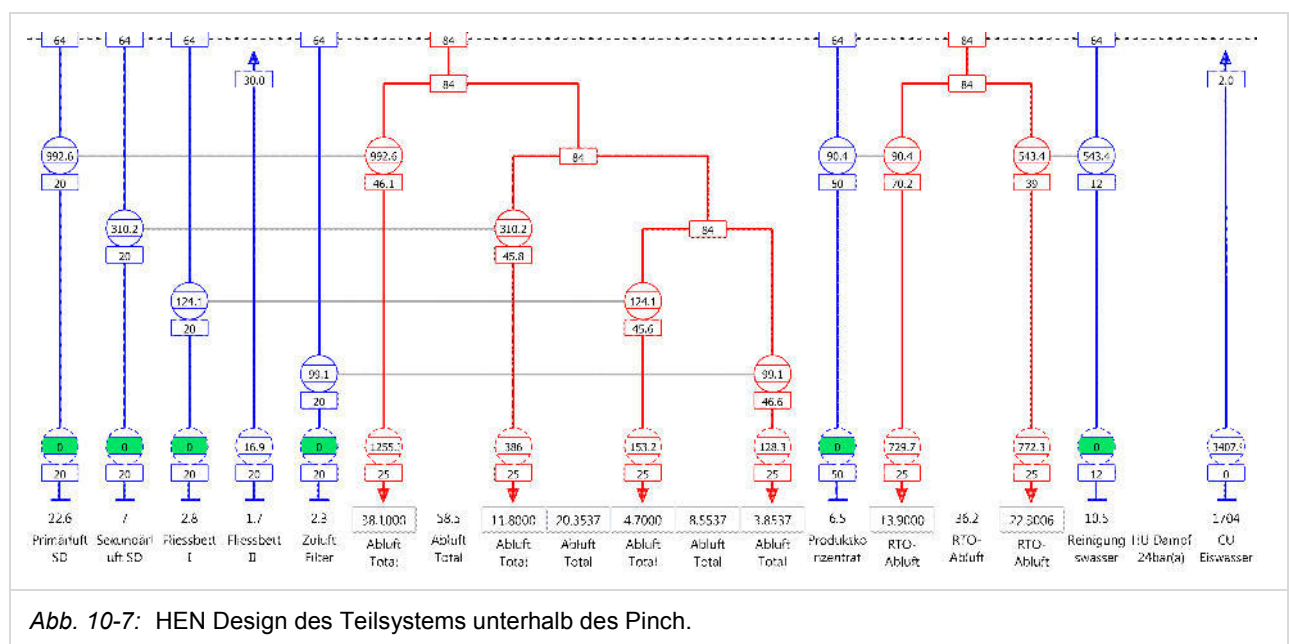 64 64 64 64 84 64 84 64
30.0 84 84 2.0
992.6 992.6 84 90.4 90.4 543.4 543.4
20 46.1 50 70.2 39 12
310.2 310.2 84
20 45.8
124.1 124.1
20 45.6
99.1 99.1
20 46.6
0 0 0 16.9 0 386 153.2 128.3 0 729.7 772.3 0
20 20 20 20 20 25 25 25 25 50 25 25 12 0
22.6 7 2.8 1.7 2.3 38.1000 58.5 11.8000 20.3537 4.7000 8.5537 3.8537 6.5 13.9000 36.2 22.3006 10.5 1704
Primärluft Sekundärl Fliessbett Fliessbett Zuluft Abluft Abluft Abluft Abluft Abluft Abluft Abluft Produktko RTO- RTO- RTO- Reinigung HU Dampf CU
SD uft SD I II Filter Total Total Total Total Total Total Total nzentrat Abluft Abluft Abluft swasser 24bar(a) Eiswasser
Abb. 10-7: HEN Design des Teilsystems unterhalb des Pinch.